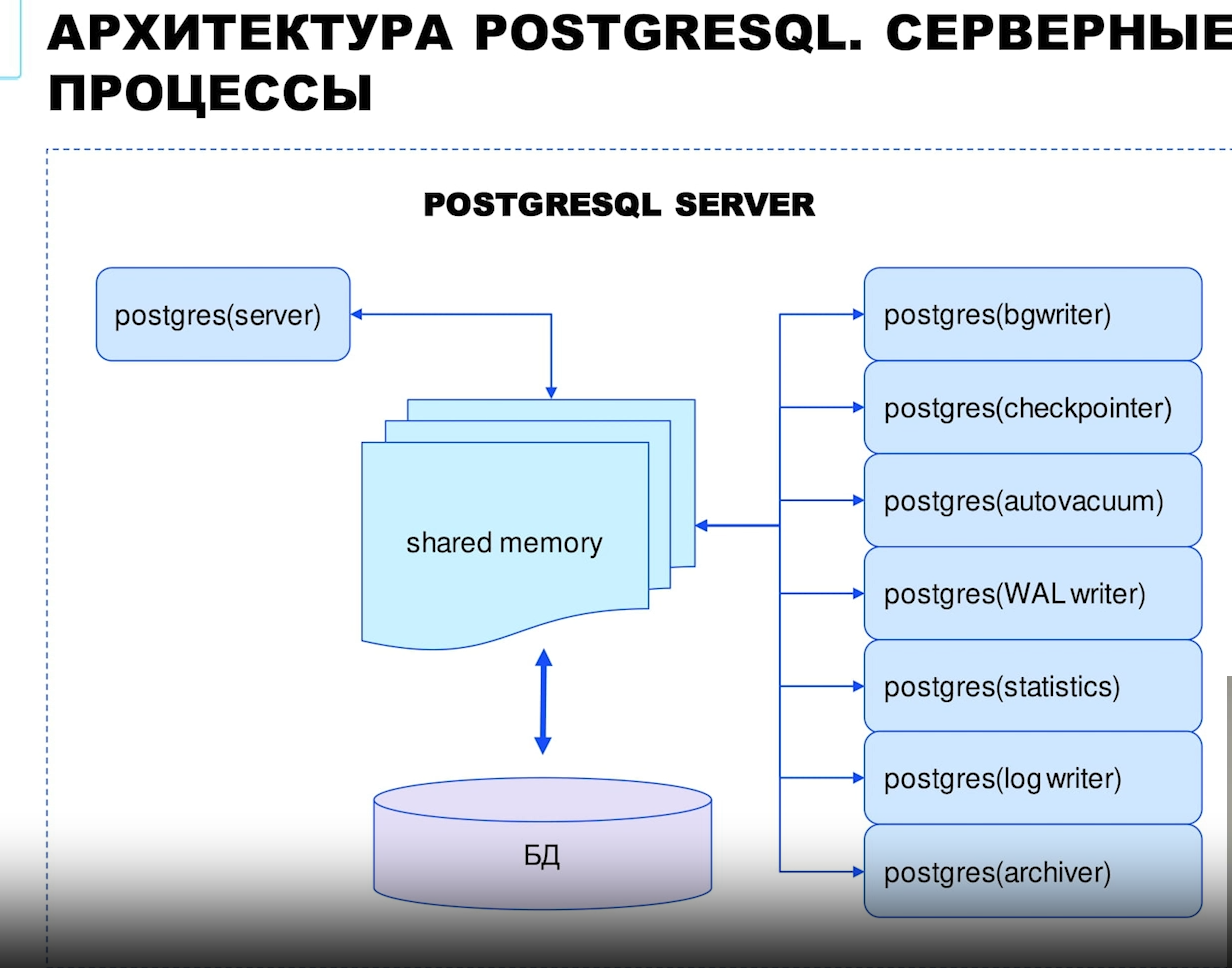 АРХИТЕКТУРА POSTGRESQL. СЕРВЕРНЫЕ
ПРОЦЕССЫ
POSTGRESQL SERVER
postgres(server)
shared memory
БД
postgres(bgwriter)
postgres(checkpointer)
postgres(autovacuum)
postgres(WAL writer)
postgres(statistics)
postgres(log writer)
postgres(archiver)